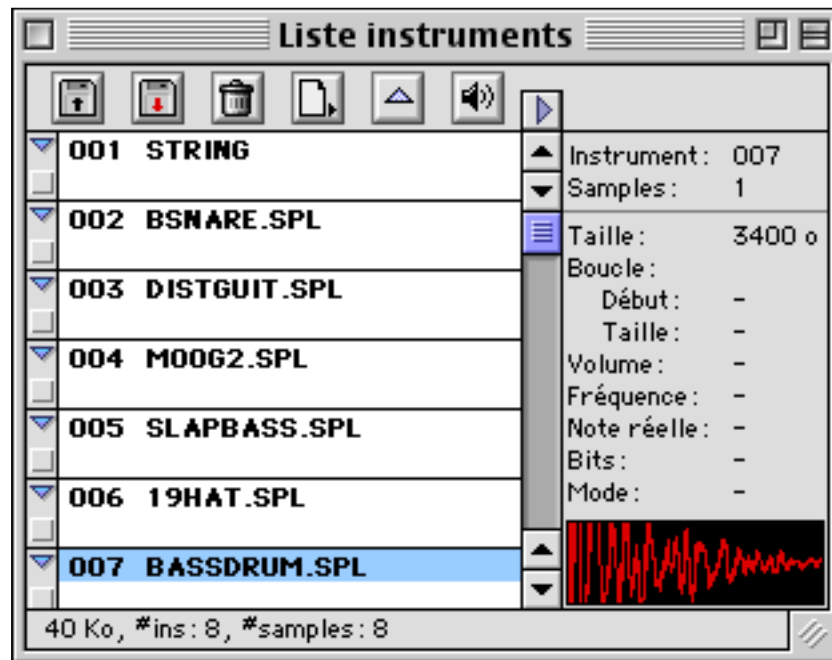 Liste instruments
001 STRING
002 BSNARE.SPL
003 DISTGUIT.SPL
004 MOOG2.SPL
005 SLAPBASS.SPL
006 19HAT.SPL
007 BASSDRUM.SPL
Instrument: 007
Samples: 1
Taille: 3400 o
Boucle:
Début: -
Taille: -
Volume: -
Fréquence: -
Note réelle: -
Bits: -
Mode: -
40 Ko, #ins: 8, #samples: 8